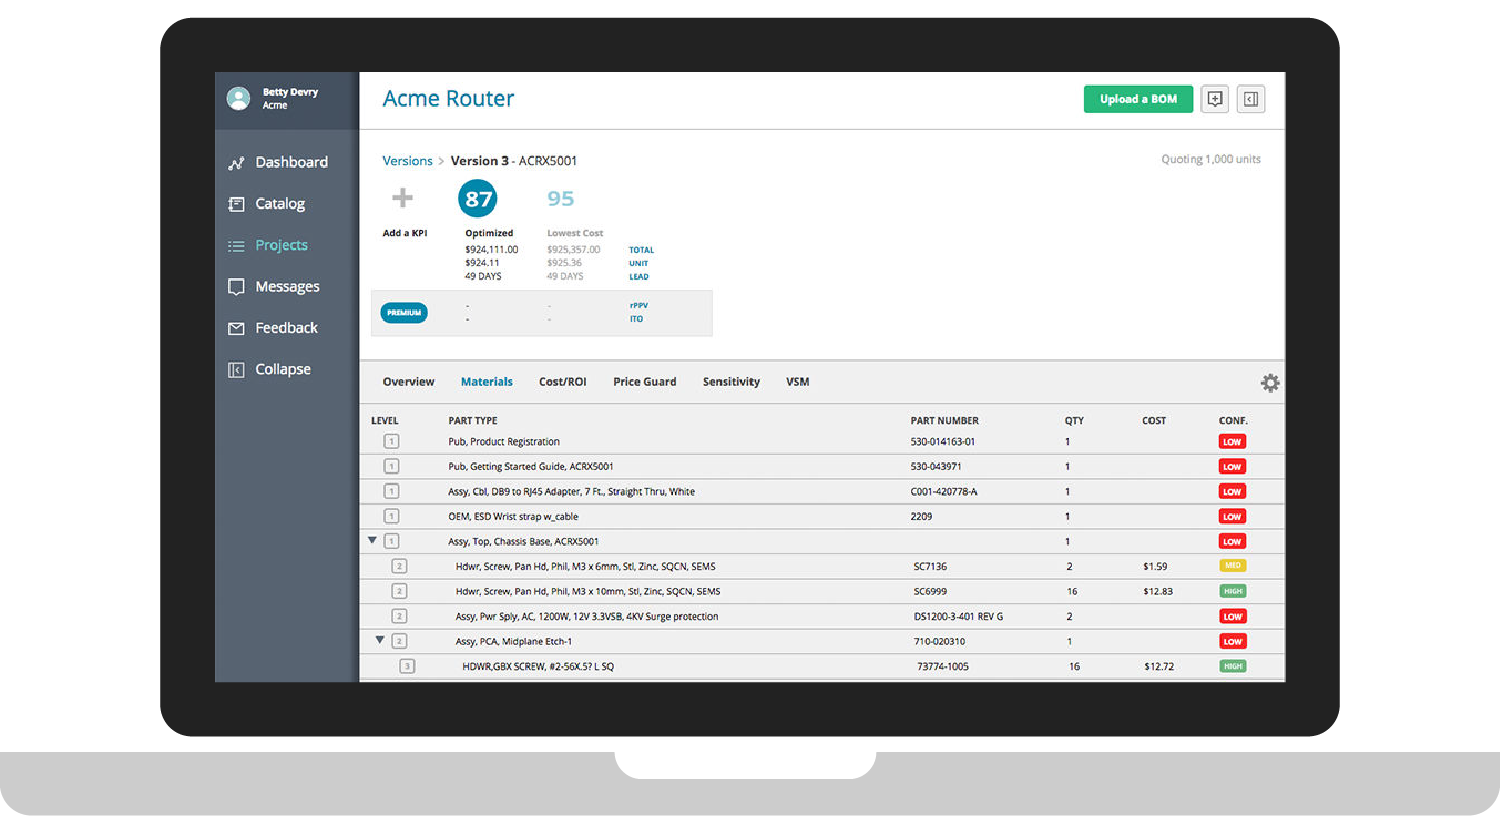 Betty Devry
Acme
Dashboard
Catalog
Projects
Messages
Feedback
Collapse
Acme Router
Upload a BOM
Versions > Version 3 - ACRX5001
Quoting 1,000 units
87 95
Add a KPI Optimized Lowest Cost
$924,111.00 $925,357.00 TOTAL
$924.11 $925.36 UNIT
49 DAYS 49 DAYS LEAD
PREMIUM
- - rPPV
- - ITO
Overview Materials Cost/ROI Price Guard Sensitivity VSM
LEVEL PART TYPE PART NUMBER QTY COST CONF.
1 Pub, Product Registration 530-014163-01 1 LOW
1 Pub, Getting Started Guide, ACRX5001 530-043971 1 LOW
1 Assy, Cbl, DB9 to RJ45 Adapter, 7 Ft., Straight Thru, White C001-420778-A 1 LOW
1 OEM, ESD Wrist strap w_cable 2209 1 LOW
1 Assy, Top, Chassis Base, ACRX5001 1 LOW
2 Hdwr, Screw, Pan Hd, Phil, M3 x 6mm, Stl, Zinc, SQCN, SEMS SC7136 2 $1.59 MID
2 Hdwr, Screw, Pan Hd, Phil, M3 x 10mm, Stl, Zinc, SQCN, SEMS SC6999 16 $12.83 HIGH
2 Assy, Pwr Sply, AC, 1200W, 12V 3.3VSB, 4KV Surge protection DS1200-3-401 REV G 2 LOW
2 Assy, PCA, Midplane Etch-1 710-020310 1 LOW
3 HDWR,GBX SCREW, #2-56X.5? L SQ 73774-1005 16 $12.72 HIGH